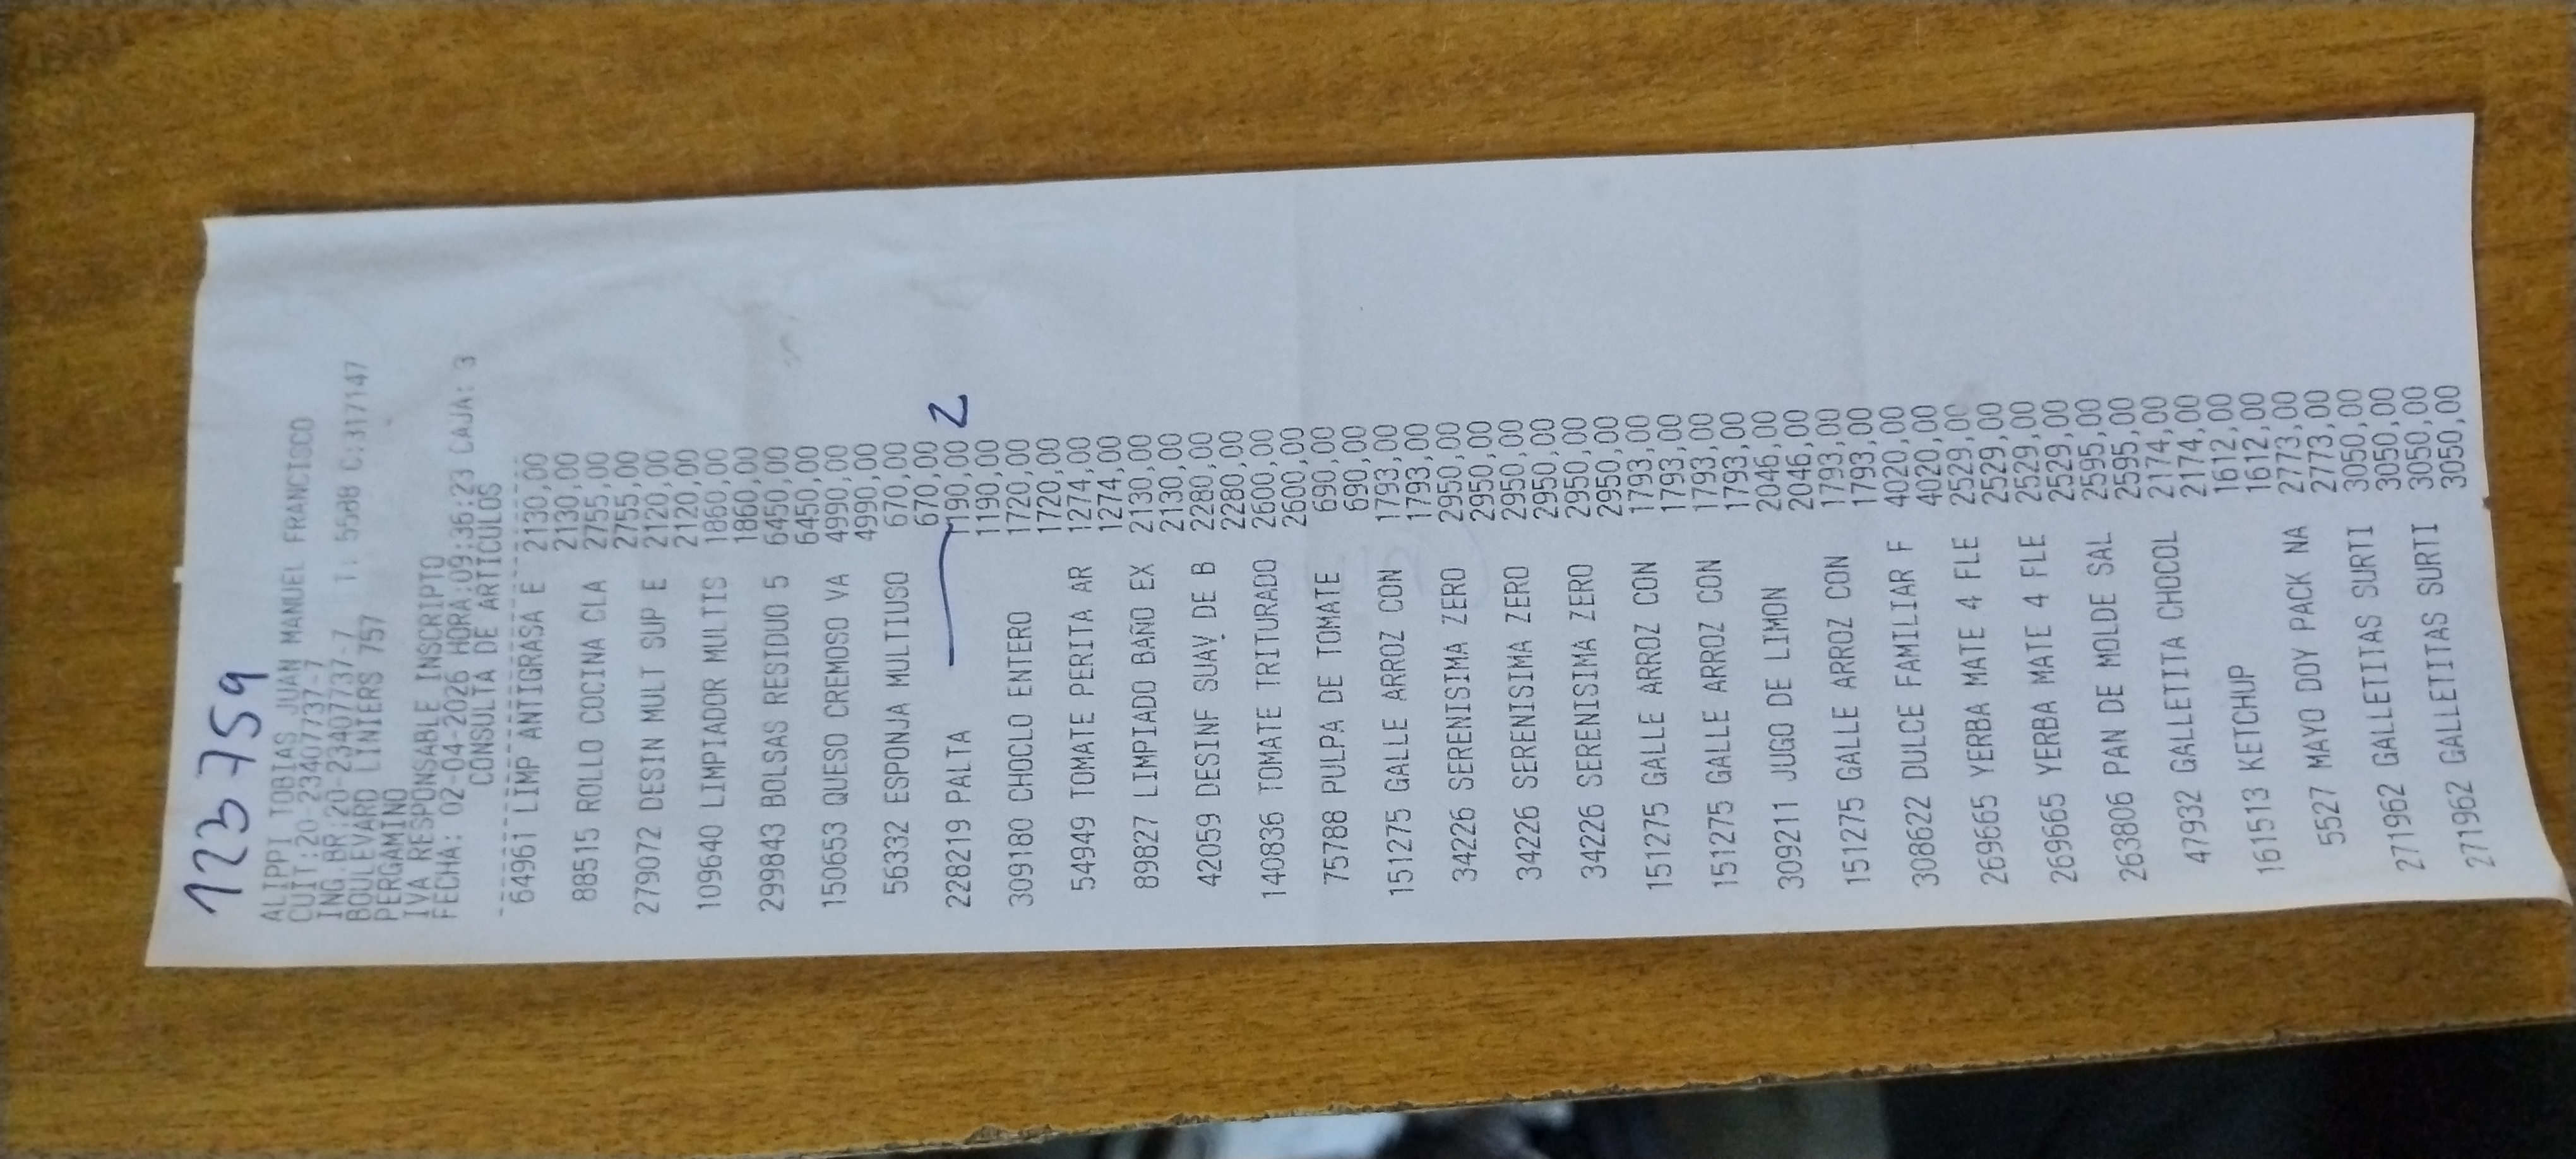 123759
ALIPPI TOBIAS JUAN MANUEL FRANCISCO
CUIT:20-23407737-7
ING.BR:20-23407737-7
BOULEVARD LINIERS 757 T: 5588 C:317147
PERGAMINO
IVA RESPONSABLE INSCRIPTO
FECHA: 02-04-2026 HORA:09:36:23 CAJA: 3
CONSULTA DE ARTICULOS
64961 LIMP ANTIGRASA E 2130,00
2130,00
88515 ROLLO COCINA CLA 2755,00
2755,00
279072 DESIN MULT SUP E 2120,00
2120,00
109640 LIMPIADOR MULTIS 1860,00
1860,00
299843 BOLSAS RESIDUO 5 6450,00
6450,00
150653 QUESO CREMOSO VA 4990,00
4990,00
56332 ESPONJA MULTIUSO 670,00
670,00
228219 PALTA 1190,00 2
1190,00
309180 CHOCLO ENTERO 1720,00
1720,00
54949 TOMATE PERITA AR 1274,00
1274,00
89827 LIMPIADO BAÑO EX 2130,00
2130,00
42059 DESINF SUAV. DE B 2280,00
2280,00
140836 TOMATE TRITURADO 2600,00
2600,00
75788 PULPA DE TOMATE 690,00
690,00
151275 GALLE ARROZ CON 1793,00
1793,00
34226 SERENISIMA ZERO 2950,00
2950,00
34226 SERENISIMA ZERO 2950,00
2950,00
34226 SERENISIMA ZERO 2950,00
2950,00
151275 GALLE ARROZ CON 1793,00
1793,00
151275 GALLE ARROZ CON 1793,00
1793,00
309211 JUGO DE LIMON 2046,00
2046,00
151275 GALLE ARROZ CON 1793,00
1793,00
308622 DULCE FAMILIAR F 4020,00
4020,00
269665 YERBA MATE 4 FLE 2529,00
2529,00
269665 YERBA MATE 4 FLE 2529,00
2529,00
263806 PAN DE MOLDE SAL 2595,00
2595,00
47932 GALLETITA CHOCOL 2174,00
2174,00
161513 KETCHUP 1612,00
1612,00
5527 MAYO DOY PACK NA 2773,00
2773,00
271962 GALLETITAS SURTI 3050,00
3050,00
271962 GALLETITAS SURTI 3050,00
3050,00